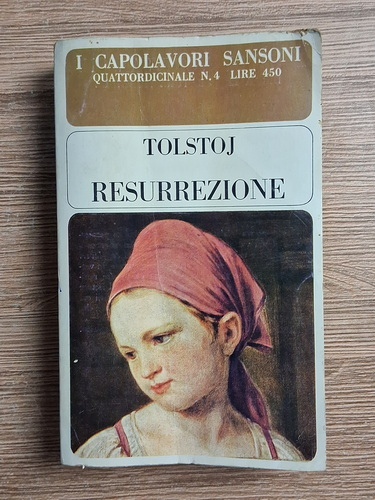 I CAPOLAVORI SANSONI
QUATTORDICINALE N. 4 LIRE 450
TOLSTOJ
RESURREZIONE